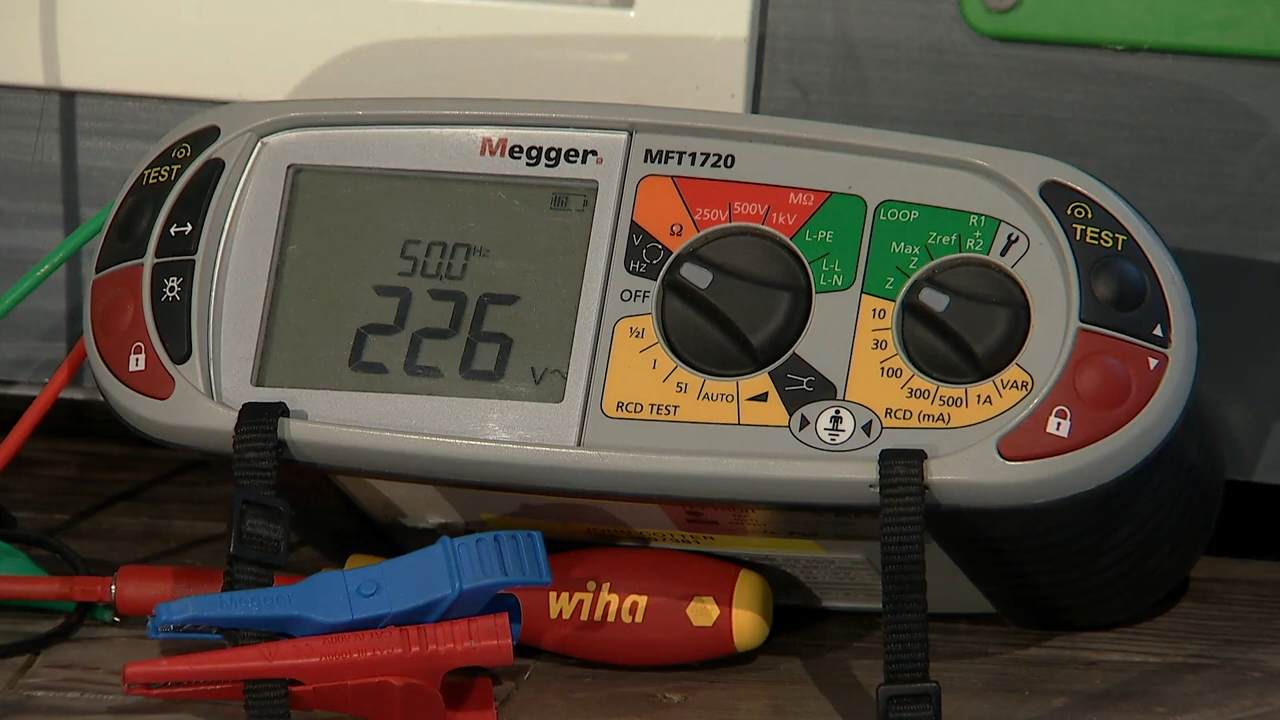 Megger
MFT1720
TEST
50.0 Hz
226
V~
250V
500V
1kV
MΩ
Ω
V
Hz
OFF
L-PE
L-L
L-N
½I
I
5I
AUTO
RCD TEST
LOOP
R1
+
R2
Zref
Max
Z
Z
10
30
100
300
500
1A
VAR
RCD (mA)
TEST
Megger
wiha